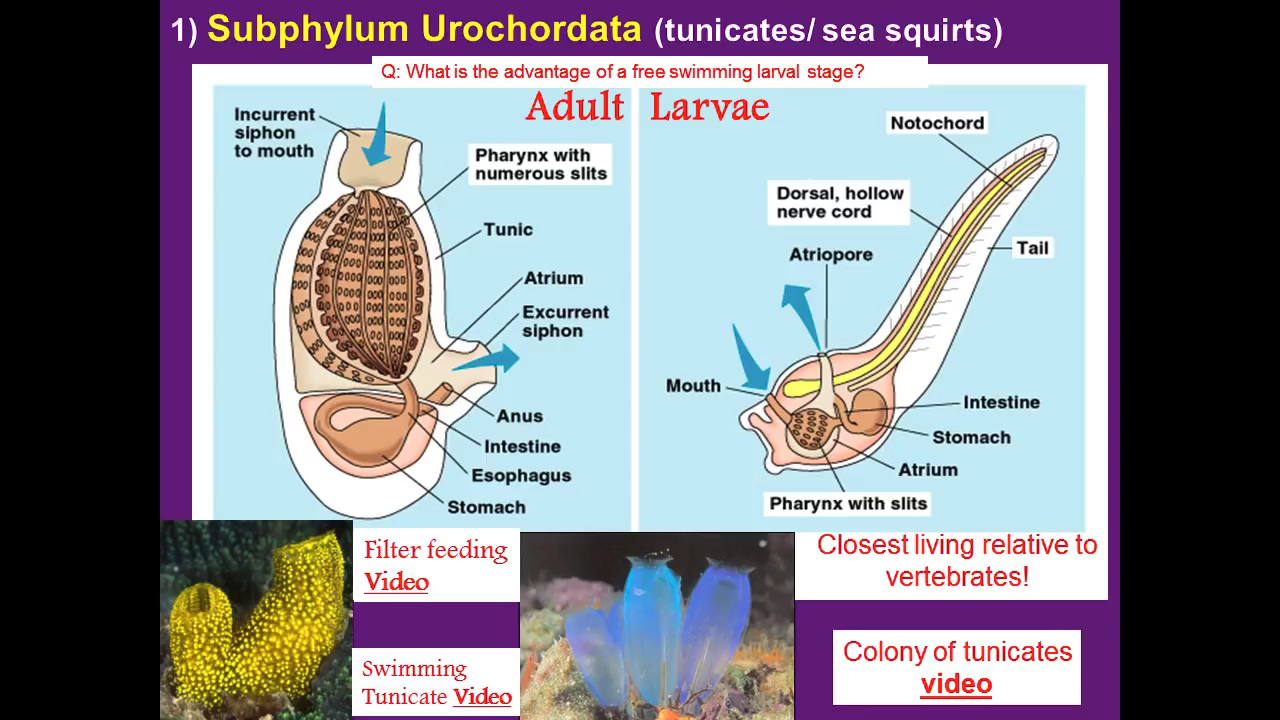 1) Subphylum Urochordata (tunicates/ sea squirts)
Q: What is the advantage of a free swimming larval stage?
Adult
Incurrent
siphon
to mouth
Pharynx with
numerous slits
Tunic
Atrium
Excurrent
siphon
Anus
Intestine
Esophagus
Stomach
Larvae
Notochord
Dorsal, hollow
nerve cord
Tail
Atriopore
Mouth
Intestine
Stomach
Atrium
Pharynx with slits
Filter feeding
Video
Swimming
Tunicate Video
Closest living relative to
vertebrates!
Colony of tunicates
video